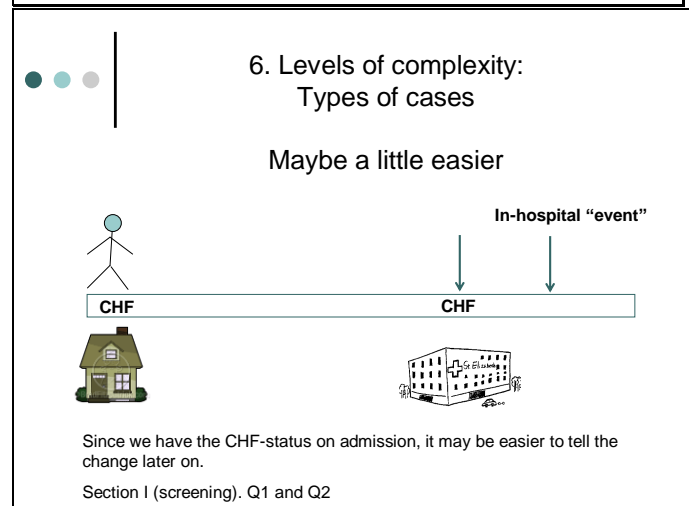 6. Levels of complexity:
Types of cases
Maybe a little easier
In-hospital “event”
CHF
CHF
Since we have the CHF-status on admission, it may be easier to tell the
change later on.
Section I (screening). Q1 and Q2